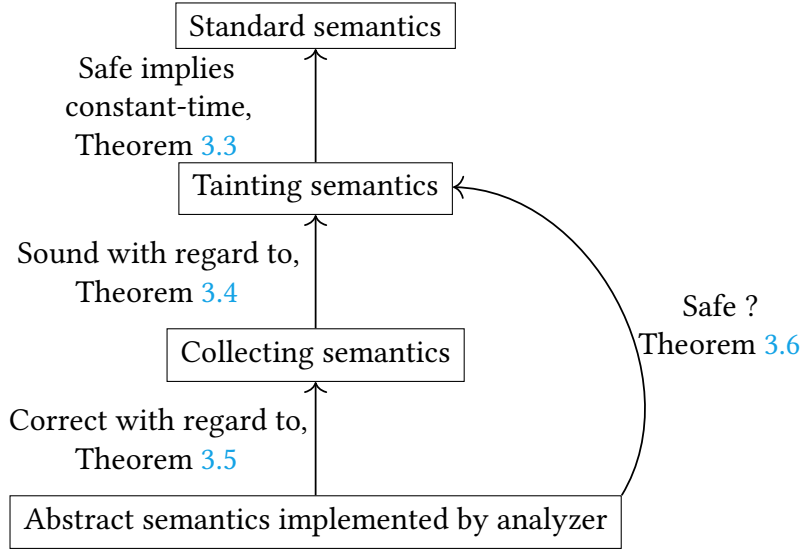 Standard semantics
Safe implies
constant-time,
Theorem 3.3
Tainting semantics
Sound with regard to,
Theorem 3.4
Safe ?
Theorem 3.6
Collecting semantics
Correct with regard to,
Theorem 3.5
Abstract semantics implemented by analyzer